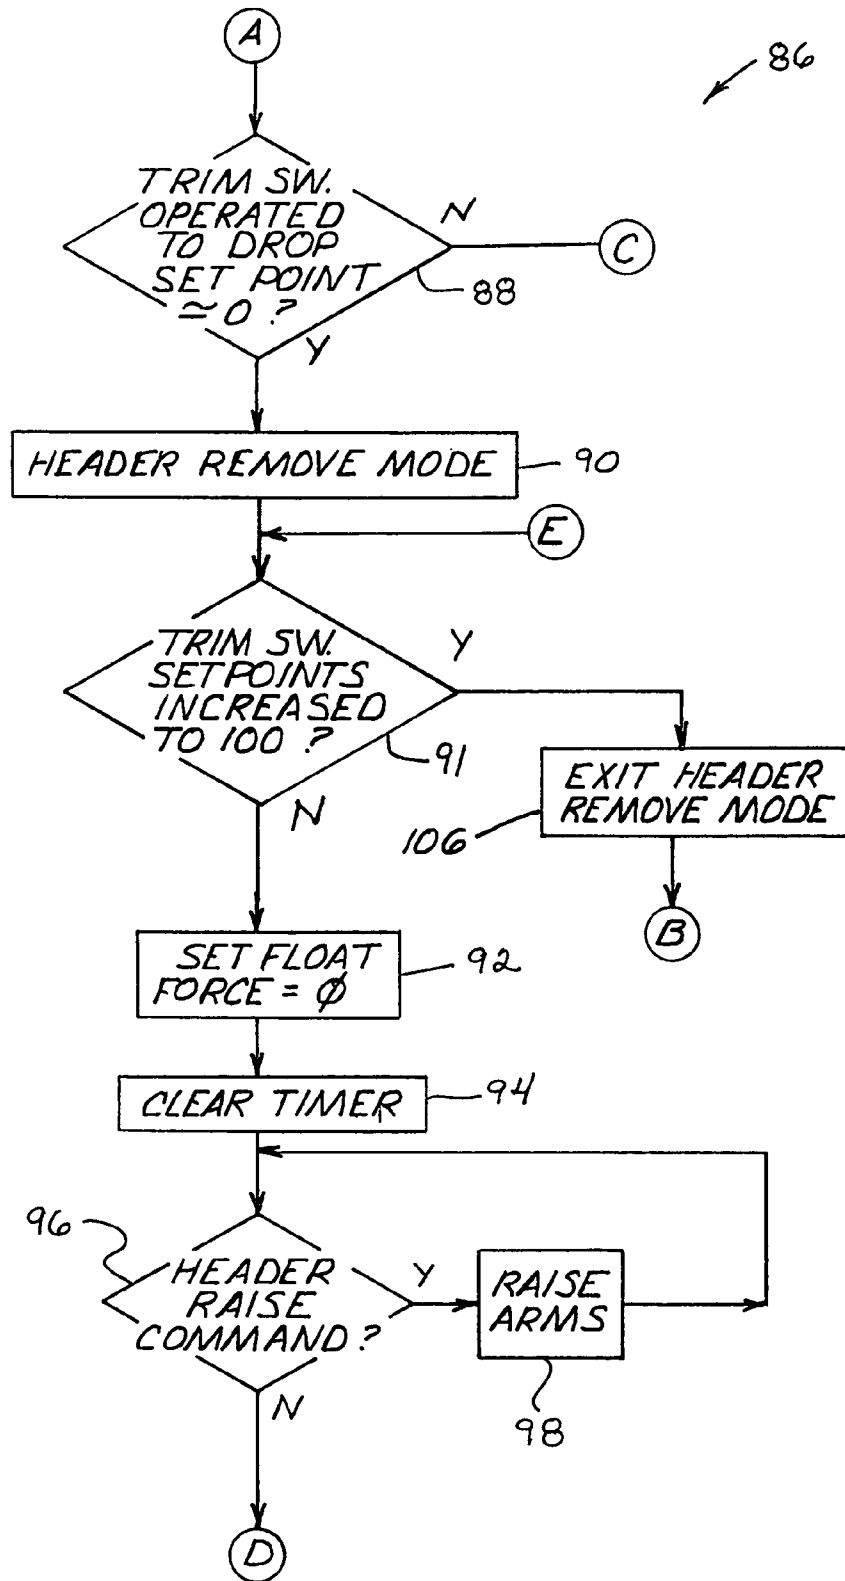 A
86
TRIM SW.
OPERATED
TO DROP
SET POINT
≃0?
N
C
88
Y
HEADER REMOVE MODE
90
E
TRIM SW.
SETPOINTS
INCREASED
TO 100?
Y
91
N
EXIT HEADER
REMOVE MODE
106
B
SET FLOAT
FORCE = Ø
92
CLEAR TIMER
94
96
HEADER
RAISE
COMMAND?
Y
RAISE
ARMS
98
N
D